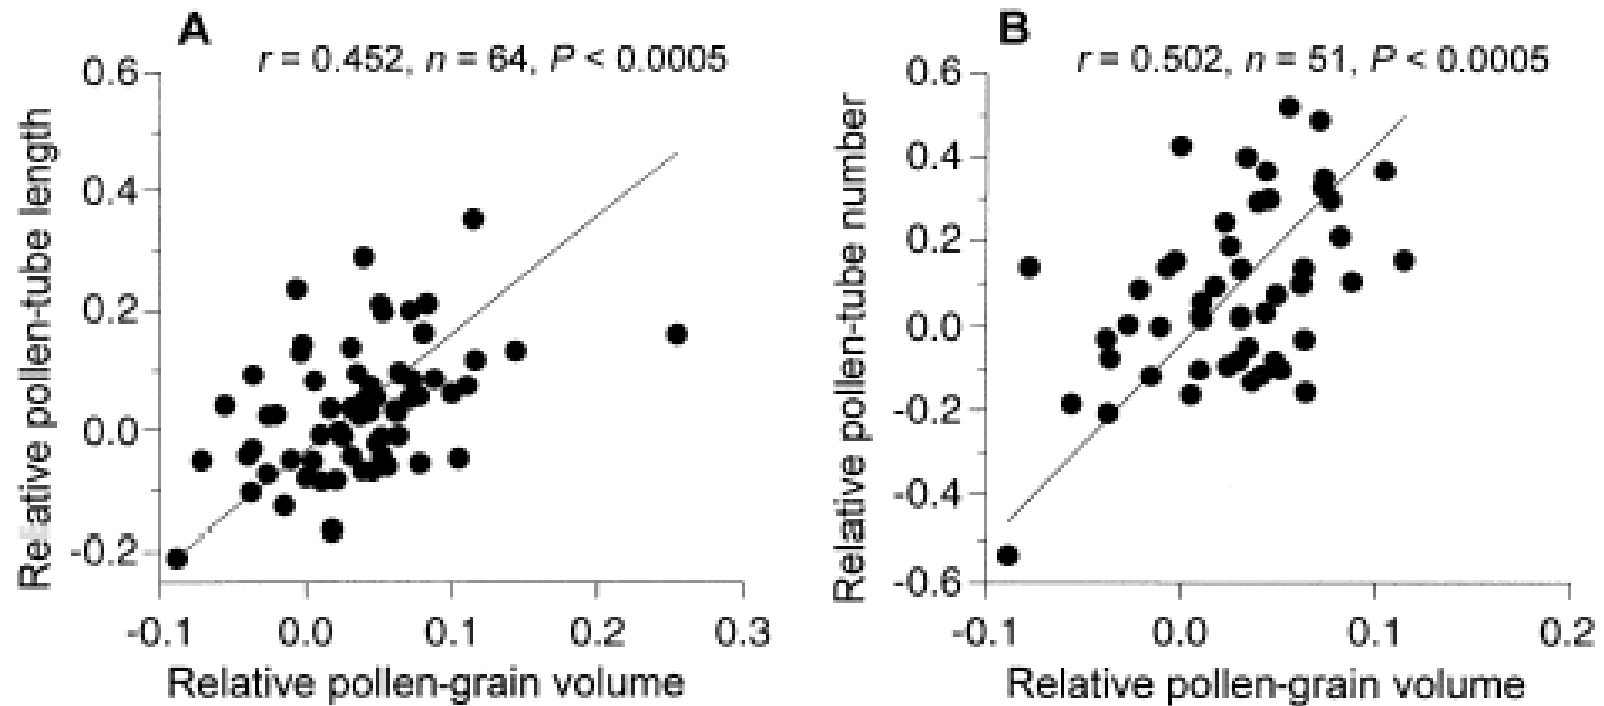 A
r = 0.452, n = 64, P < 0.0005
0.6
0.4
0.2
0.0
-0.2
Relative pollen-tube length
-0.1 0.0 0.1 0.2 0.3
Relative pollen-grain volume
B
r = 0.502, n = 51, P < 0.0005
0.6
0.4
0.2
0.0
-0.2
-0.4
-0.6
Relative pollen-tube number
-0.1 0.0 0.1 0.2
Relative pollen-grain volume